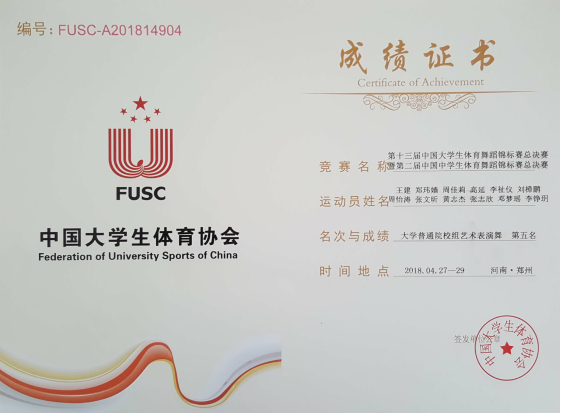 编号：FUSC-A201814904
FUSC
中国大学生体育协会
Federation of University Sports of China
成绩证书
Certificate of Achievement
第十三届中国大学生体育舞蹈锦标赛总决赛
竞赛名称 暨第二届中国中学生体育舞蹈锦标赛总决赛
王建 郑玮嫱 周佳莉 高延 李祉仪 刘樟鹏
运动员姓名 周怡涛 张文昕 黄志杰 张志欣 邓梦瑶 李铮玥
名次与成绩 大学普通院校组艺术表演舞 第五名
时间地点 2018.04.27—29 河南·郑州
签发单位
中国大学生体育协会